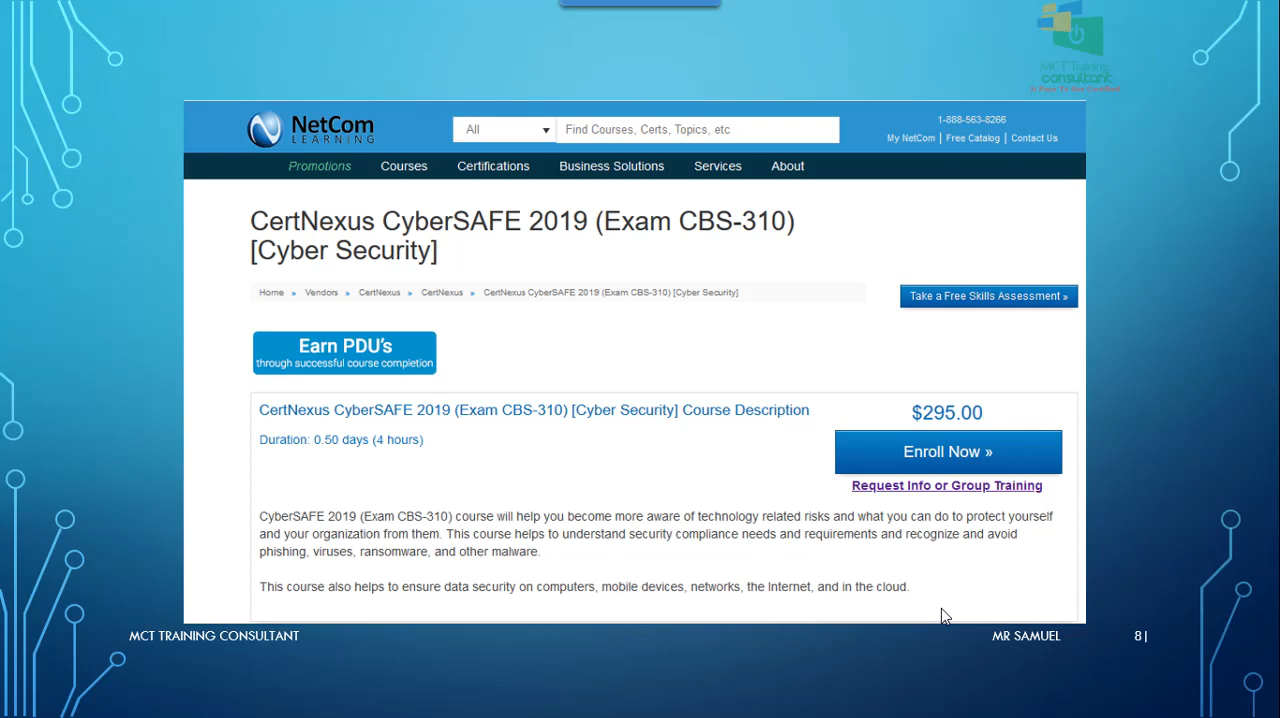 MCT Training
consultant
It Pays To Get Certified
NetCom
LEARNING
All
Find Courses, Certs, Topics, etc
1-888-563-8266
My NetCom | Free Catalog | Contact Us
Promotions Courses Certifications Business Solutions Services About
CertNexus CyberSAFE 2019 (Exam CBS-310)
[Cyber Security]
Home » Vendors » CertNexus » CertNexus » CertNexus CyberSAFE 2019 (Exam CBS-310) [Cyber Security]
Take a Free Skills Assessment »
Earn PDU's
through successful course completion
CertNexus CyberSAFE 2019 (Exam CBS-310) [Cyber Security] Course Description
$295.00
Duration: 0.50 days (4 hours)
Enroll Now »
Request Info or Group Training
CyberSAFE 2019 (Exam CBS-310) course will help you become more aware of technology related risks and what you can do to protect yourself
and your organization from them. This course helps to understand security compliance needs and requirements and recognize and avoid
phishing, viruses, ransomware, and other malware.
This course also helps to ensure data security on computers, mobile devices, networks, the Internet, and in the cloud.
MCT TRAINING CONSULTANT
MR SAMUEL
8|